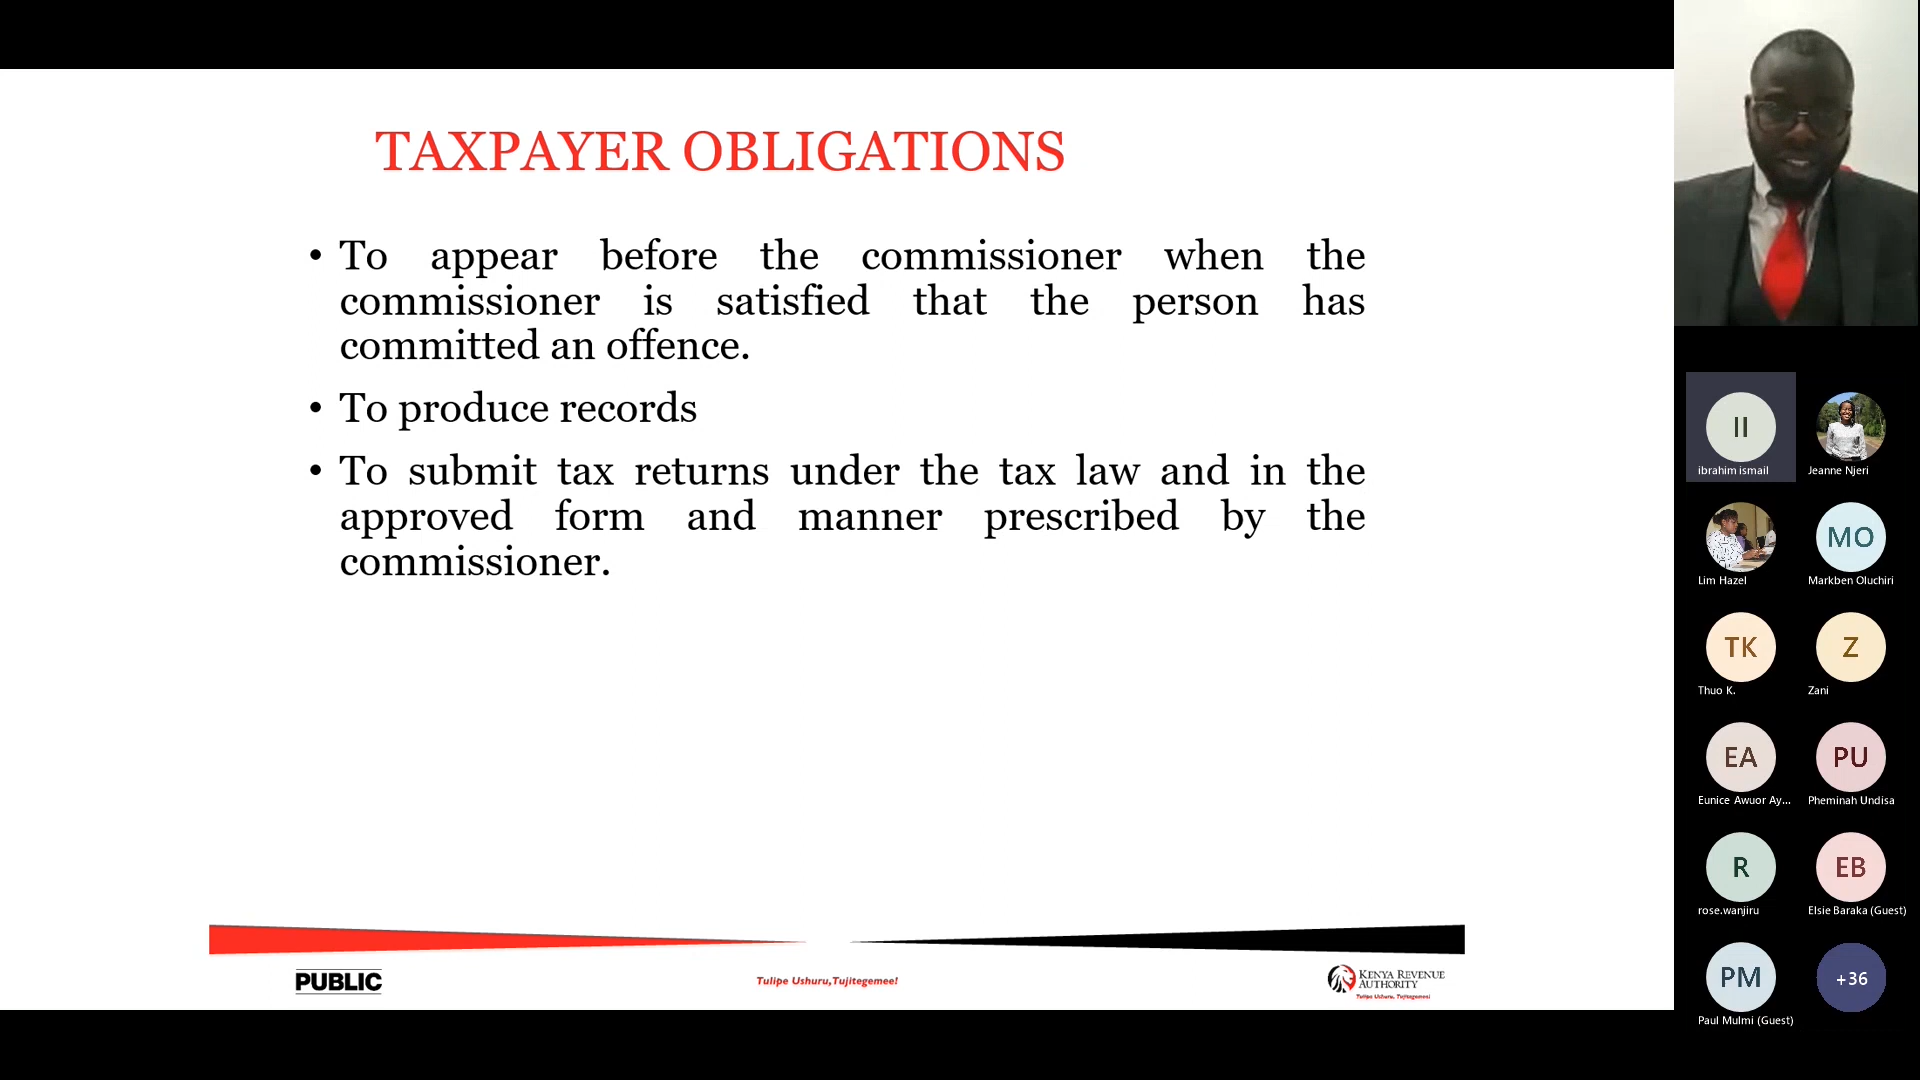 TAXPAYER OBLIGATIONS
• To appear before the commissioner when the
commissioner is satisfied that the person has
committed an offence.
• To produce records
• To submit tax returns under the tax law and in the
approved form and manner prescribed by the
commissioner.
PUBLIC
Tulipe Ushuru,Tujitegemee!
KENYA REVENUE
AUTHORITY
Tulipe Ushuru, Tujitegemee!
II
ibrahim ismail
Jeanne Njeri
Lim Hazel
MO
Markben Oluchiri
TK
Thuo K.
Z
Zani
EA
Eunice Awuor Ay...
PU
Pheminah Undisa
R
rose.wanjiru
EB
Elsie Baraka (Guest)
PM
Paul Mulmi (Guest)
+36